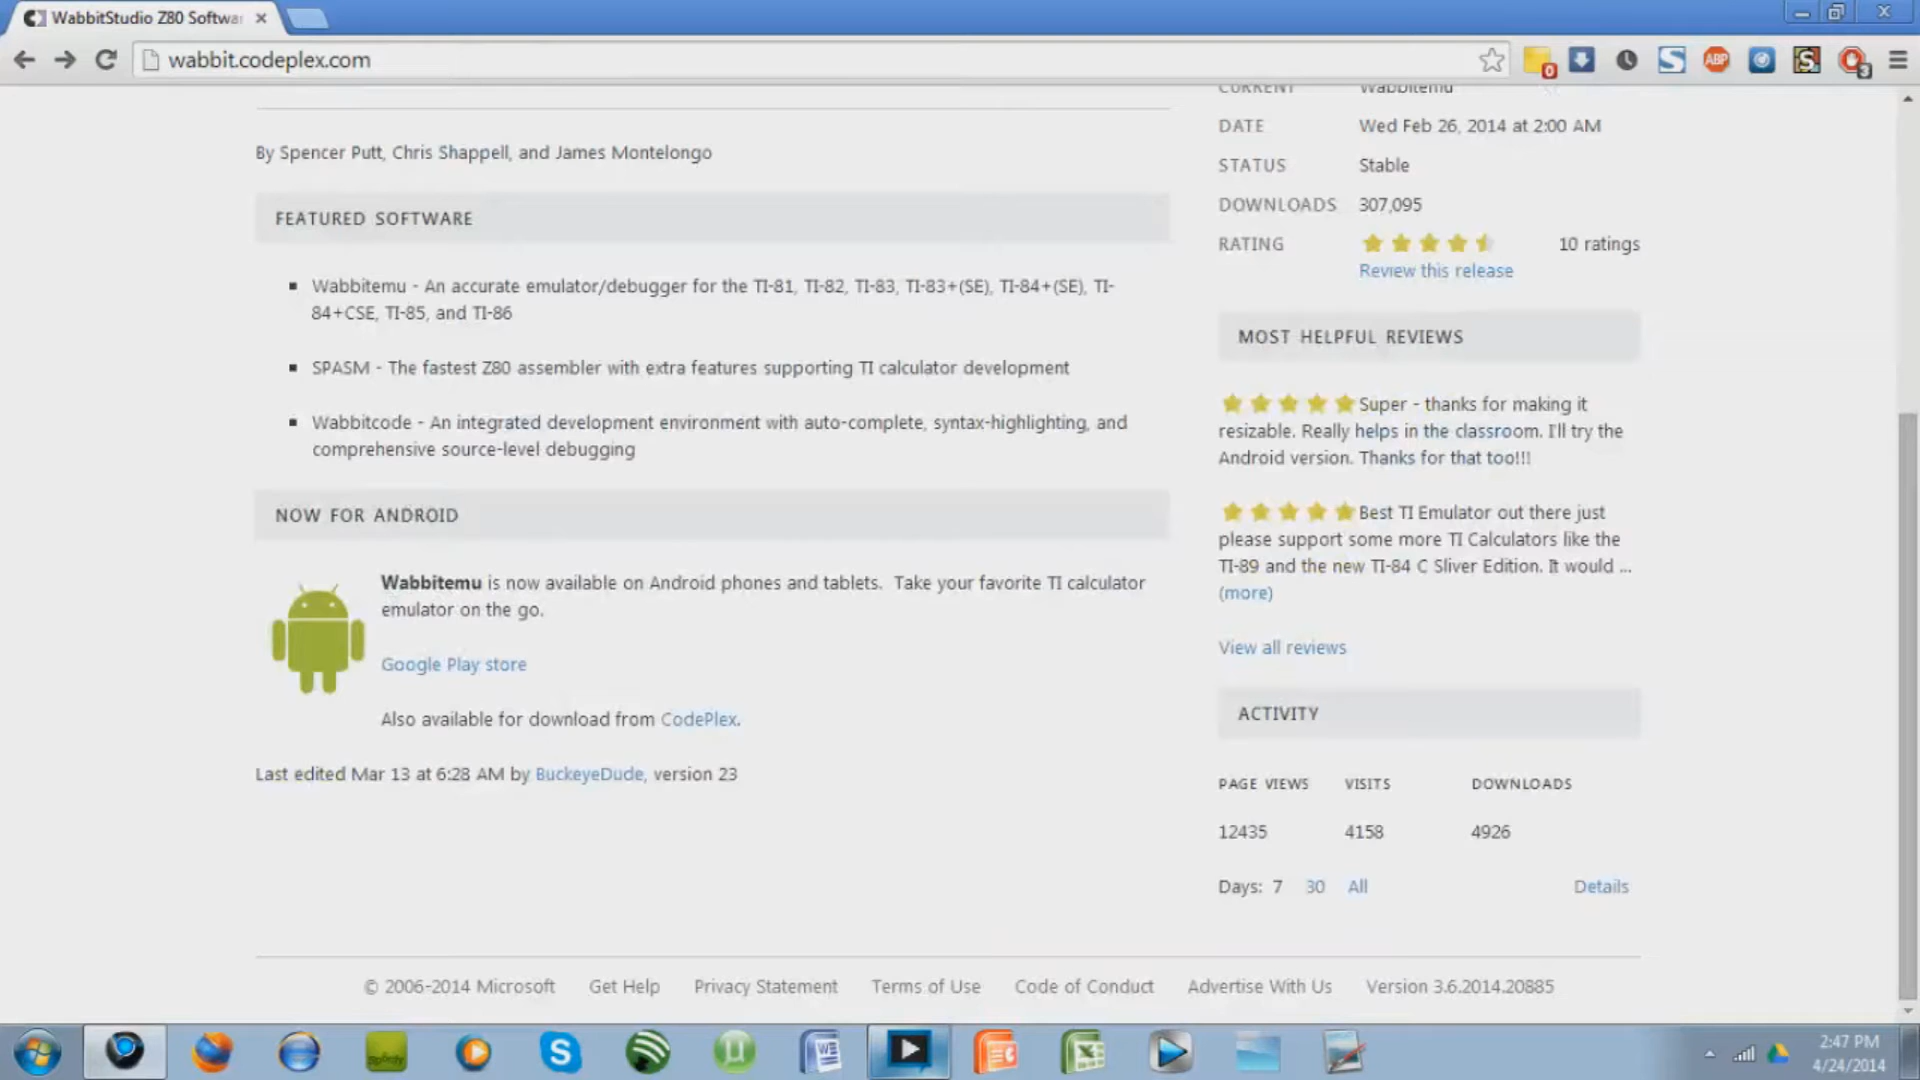 WabbitStudio Z80 Softwar
wabbit.codeplex.com
0
ABP
S
3
CURRENT Wabbitemu
DATE Wed Feb 26, 2014 at 2:00 AM
By Spencer Putt, Chris Shappell, and James Montelongo
STATUS Stable
DOWNLOADS 307,095
RATING 10 ratings
Review this release
FEATURED SOFTWARE
Wabbitemu - An accurate emulator/debugger for the TI-81, TI-82, TI-83, TI-83+(SE), TI-84+(SE), TI-
84+CSE, TI-85, and TI-86
SPASM - The fastest Z80 assembler with extra features supporting TI calculator development
Wabbitcode - An integrated development environment with auto-complete, syntax-highlighting, and
comprehensive source-level debugging
MOST HELPFUL REVIEWS
Super - thanks for making it
resizable. Really helps in the classroom. I'll try the
Android version. Thanks for that too!!!
Best TI Emulator out there just
please support some more TI Calculators like the
TI-89 and the new TI-84 C Sliver Edition. It would ...
(more)
View all reviews
NOW FOR ANDROID
Wabbitemu is now available on Android phones and tablets. Take your favorite TI calculator
emulator on the go.
Google Play store
Also available for download from CodePlex.
Last edited Mar 13 at 6:28 AM by BuckeyeDude, version 23
ACTIVITY
PAGE VIEWS VISITS DOWNLOADS
12435 4158 4926
Days: 7 30 All Details
© 2006-2014 Microsoft Get Help Privacy Statement Terms of Use Code of Conduct Advertise With Us Version 3.6.2014.20885
2:47 PM
4/24/2014